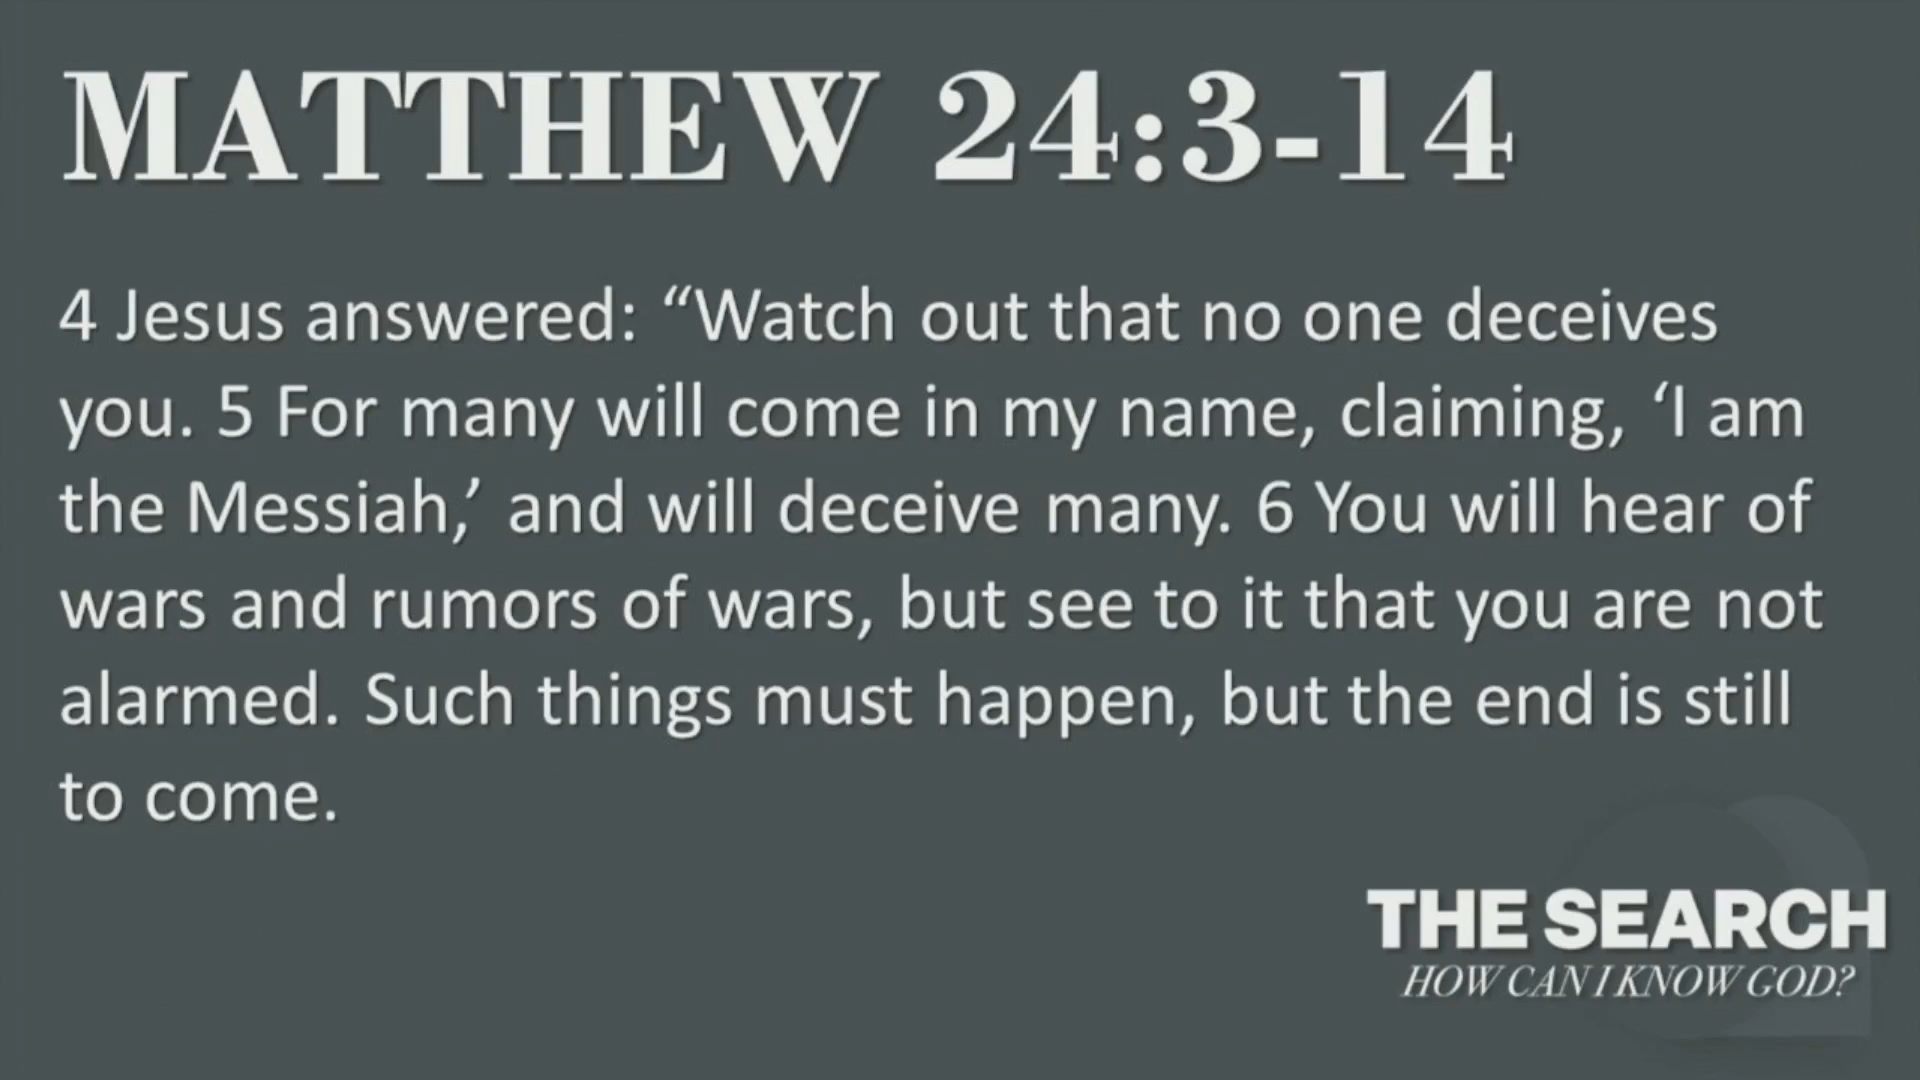 MATTHEW 24:3-14
4 Jesus answered: “Watch out that no one deceives
you. 5 For many will come in my name, claiming, ‘I am
the Messiah,’ and will deceive many. 6 You will hear of
wars and rumors of wars, but see to it that you are not
alarmed. Such things must happen, but the end is still
to come.
THE SEARCH
HOW CAN I KNOW GOD?